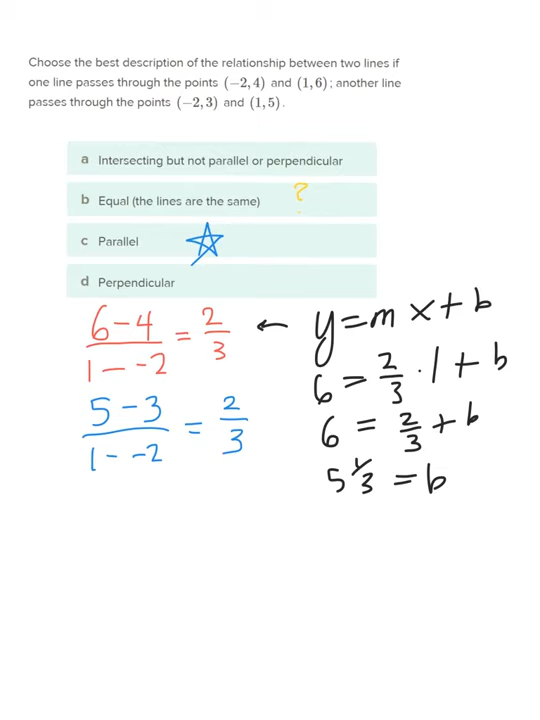 Choose the best description of the relationship between two lines if
one line passes through the points (−2, 4) and (1, 6); another line
passes through the points (−2, 3) and (1, 5).
a Intersecting but not parallel or perpendicular
b Equal (the lines are the same) ?
c Parallel
d Perpendicular
6 − 4 / 1 − −2 = 2/3 ← y = m x + b
6 = 2/3 · 1 + b
5 − 3 / 1 − −2 = 2/3
6 = 2/3 + b
5 1/3 = b